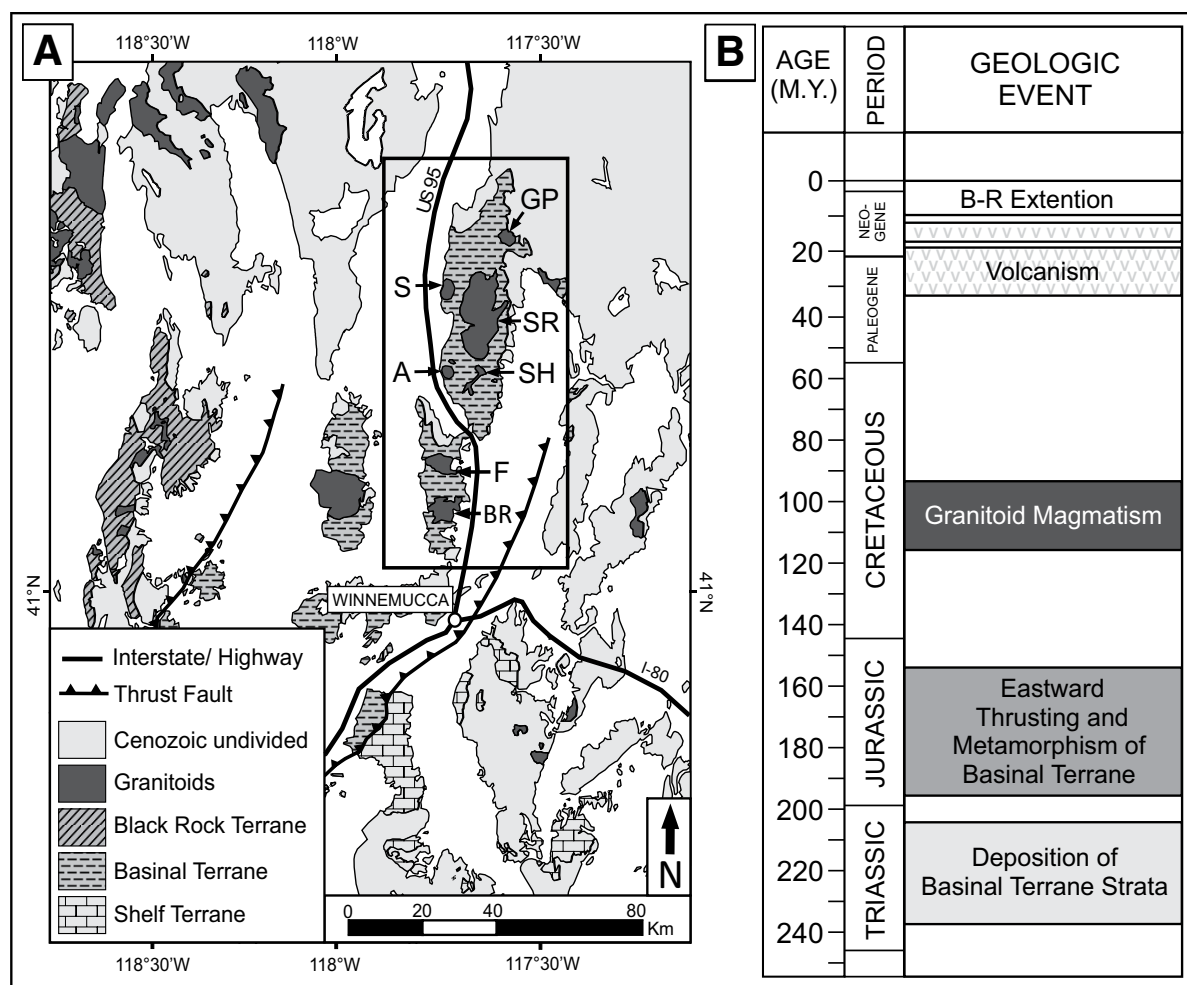 A
118°30'W
118°W
117°30'W
US95
GP
S
SR
A
SH
F
BR
41°N
41°N
WINNEMUCCA
I-80
Interstate/ Highway
Thrust Fault
Cenozoic undivided
Granitoids
Black Rock Terrane
Basinal Terrane
Shelf Terrane
N
0
20
40
80
Km
118°30'W
118°W
117°30'W
B
AGE
(M.Y.)
PERIOD
GEOLOGIC
EVENT
0
20
40
60
80
100
120
140
160
180
200
220
240
NEO-
GENE
PALEOGENE
CRETACEOUS
JURASSIC
TRIASSIC
B-R Extention
Volcanism
Granitoid Magmatism
Eastward
Thrusting and
Metamorphism of
Basinal Terrane
Deposition of
Basinal Terrane Strata